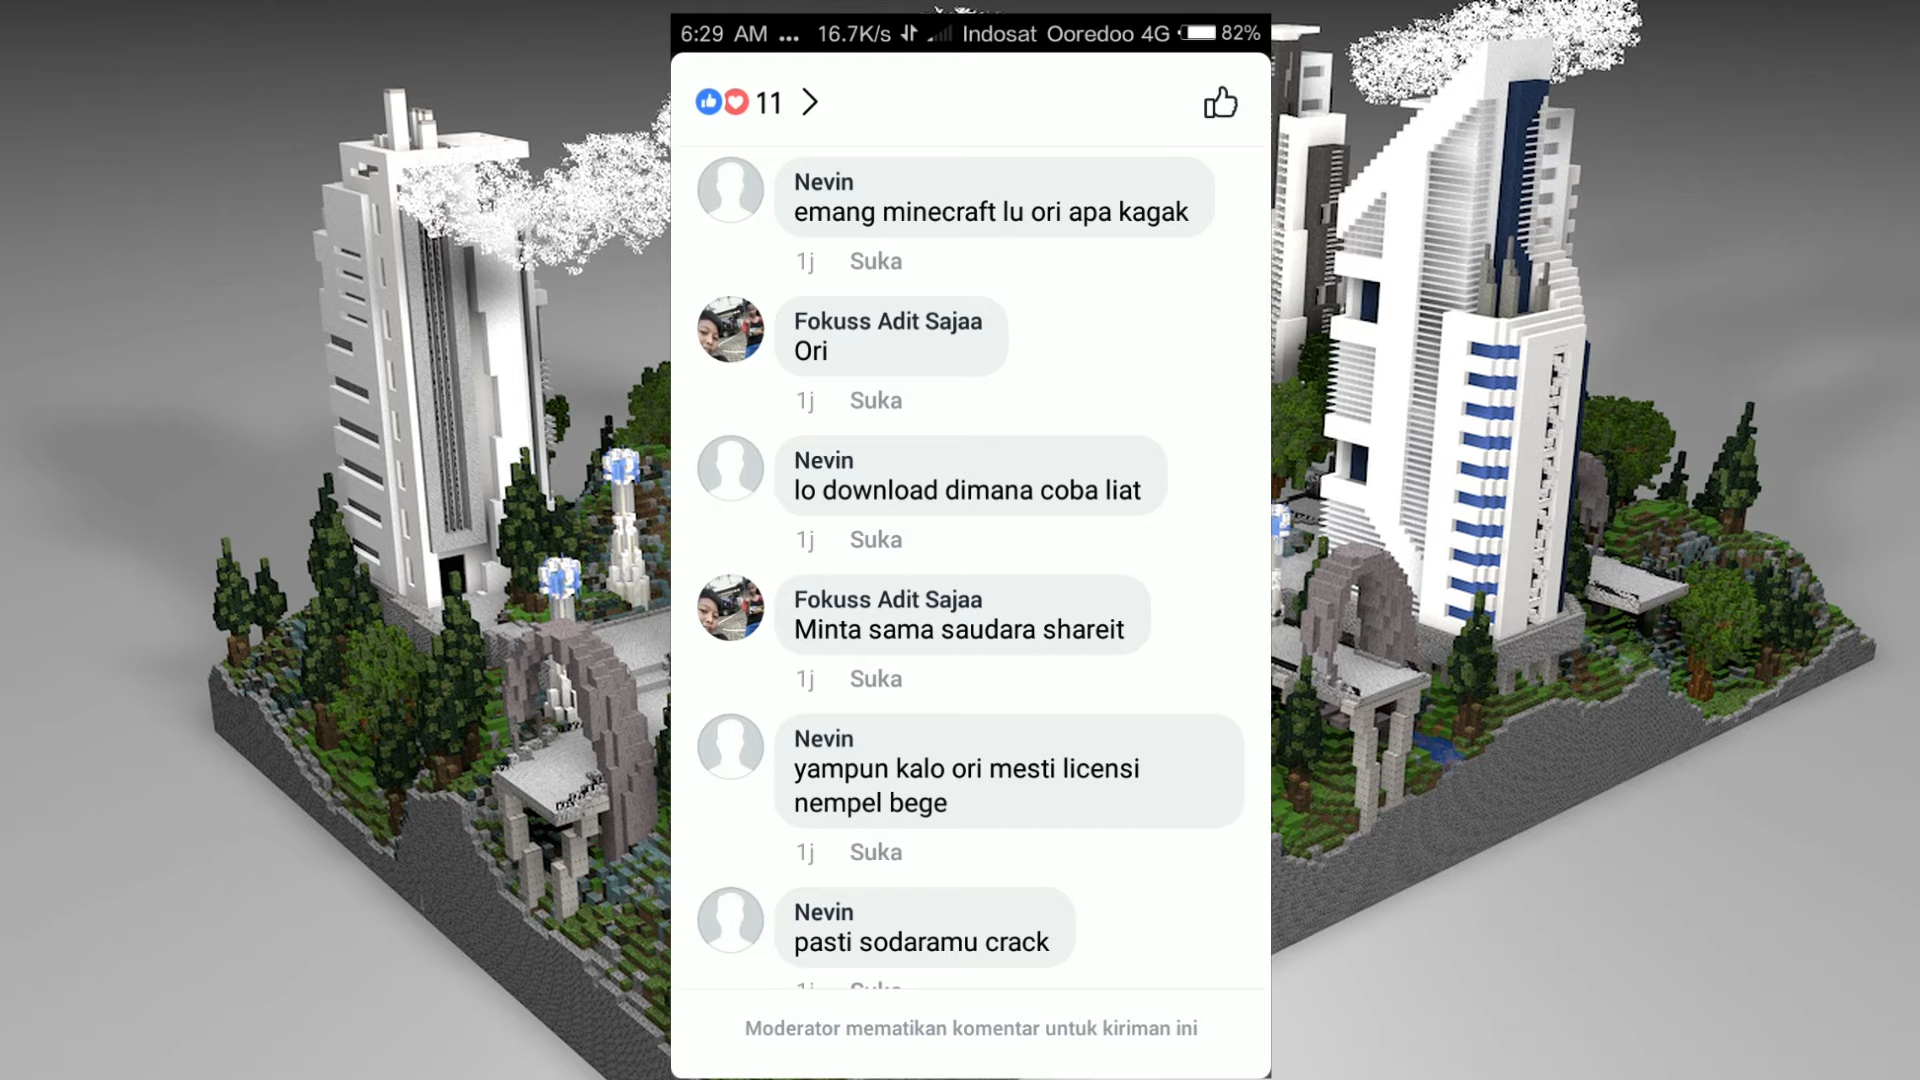 6:29 AM ... 16.7K/s Indosat Ooredoo 4G 82%
11
Nevin
emang minecraft lu ori apa kagak
1j Suka
Fokuss Adit Sajaa
Ori
1j Suka
Nevin
lo download dimana coba liat
1j Suka
Fokuss Adit Sajaa
Minta sama saudara shareit
1j Suka
Nevin
yampun kalo ori mesti licensi
nempel bege
1j Suka
Nevin
pasti sodaramu crack
1j Suka
Moderator mematikan komentar untuk kiriman ini